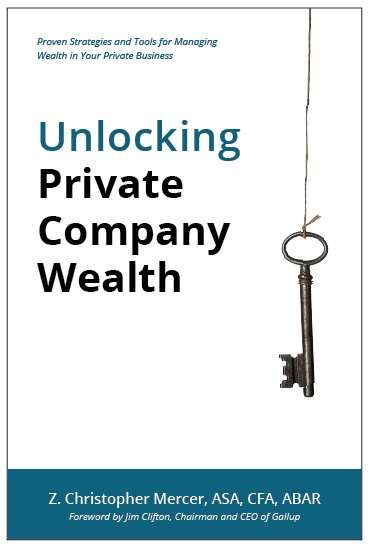 Proven Strategies and Tools for Managing
Wealth in Your Private Business
Unlocking
Private
Company
Wealth
Z. Christopher Mercer, ASA, CFA, ABAR
Foreword by Jim Clifton, Chairman and CEO of Gallup